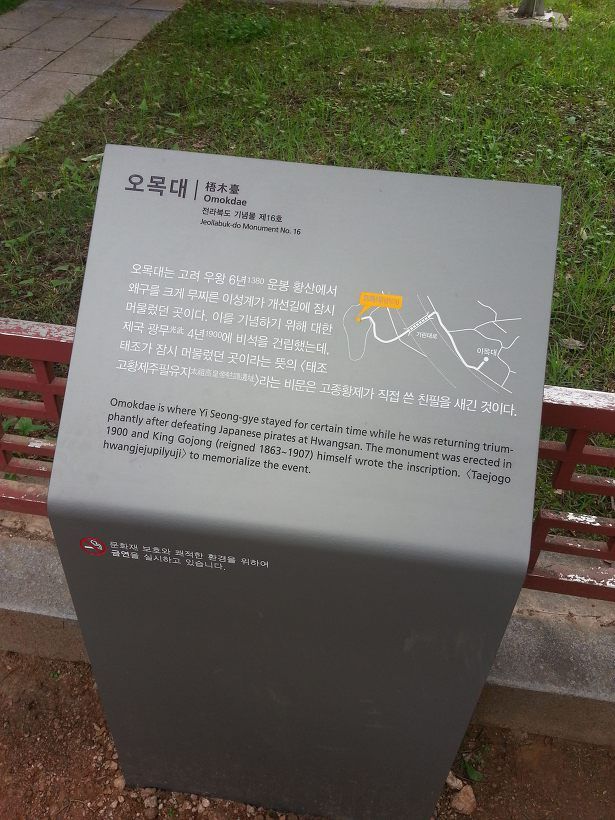 오목대 | 梧木臺
Omokdae
전라북도 기념물 제16호
Jeollabuk-do Monument No. 16
오목대는 고려 우왕 6년1380 운봉 황산에서
왜구를 크게 무찌른 이성계가 개선길에 잠시
머물렀던 곳이다. 이를 기념하기 위해 대한
제국 광무光武 4년1900에 비석을 건립했는데,
태조가 잠시 머물렀던 곳이라는 뜻의 〈태조
고황제주필유지太祖高皇帝駐蹕遺址〉라는 비문은 고종황제가 직접 쓴 친필을 새긴 것이다.
기린대로
이목대
Omokdae is where Yi Seong-gye stayed for certain time while he was returning trium-
phantly after defeating Japanese pirates at Hwangsan. The monument was erected in
1900 and King Gojong (reigned 1863~1907) himself wrote the inscription. 〈Taejogo
hwangjejupilyuji〉 to memorialize the event.
문화재 보호와 쾌적한 환경을 위하여
금연을 실시하고 있습니다.